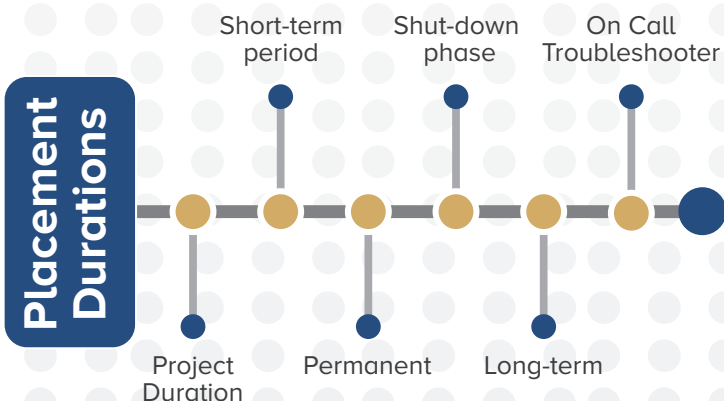 Placement
Durations
Short-term
period
Shut-down
phase
On Call
Troubleshooter
Project
Duration
Permanent
Long-term